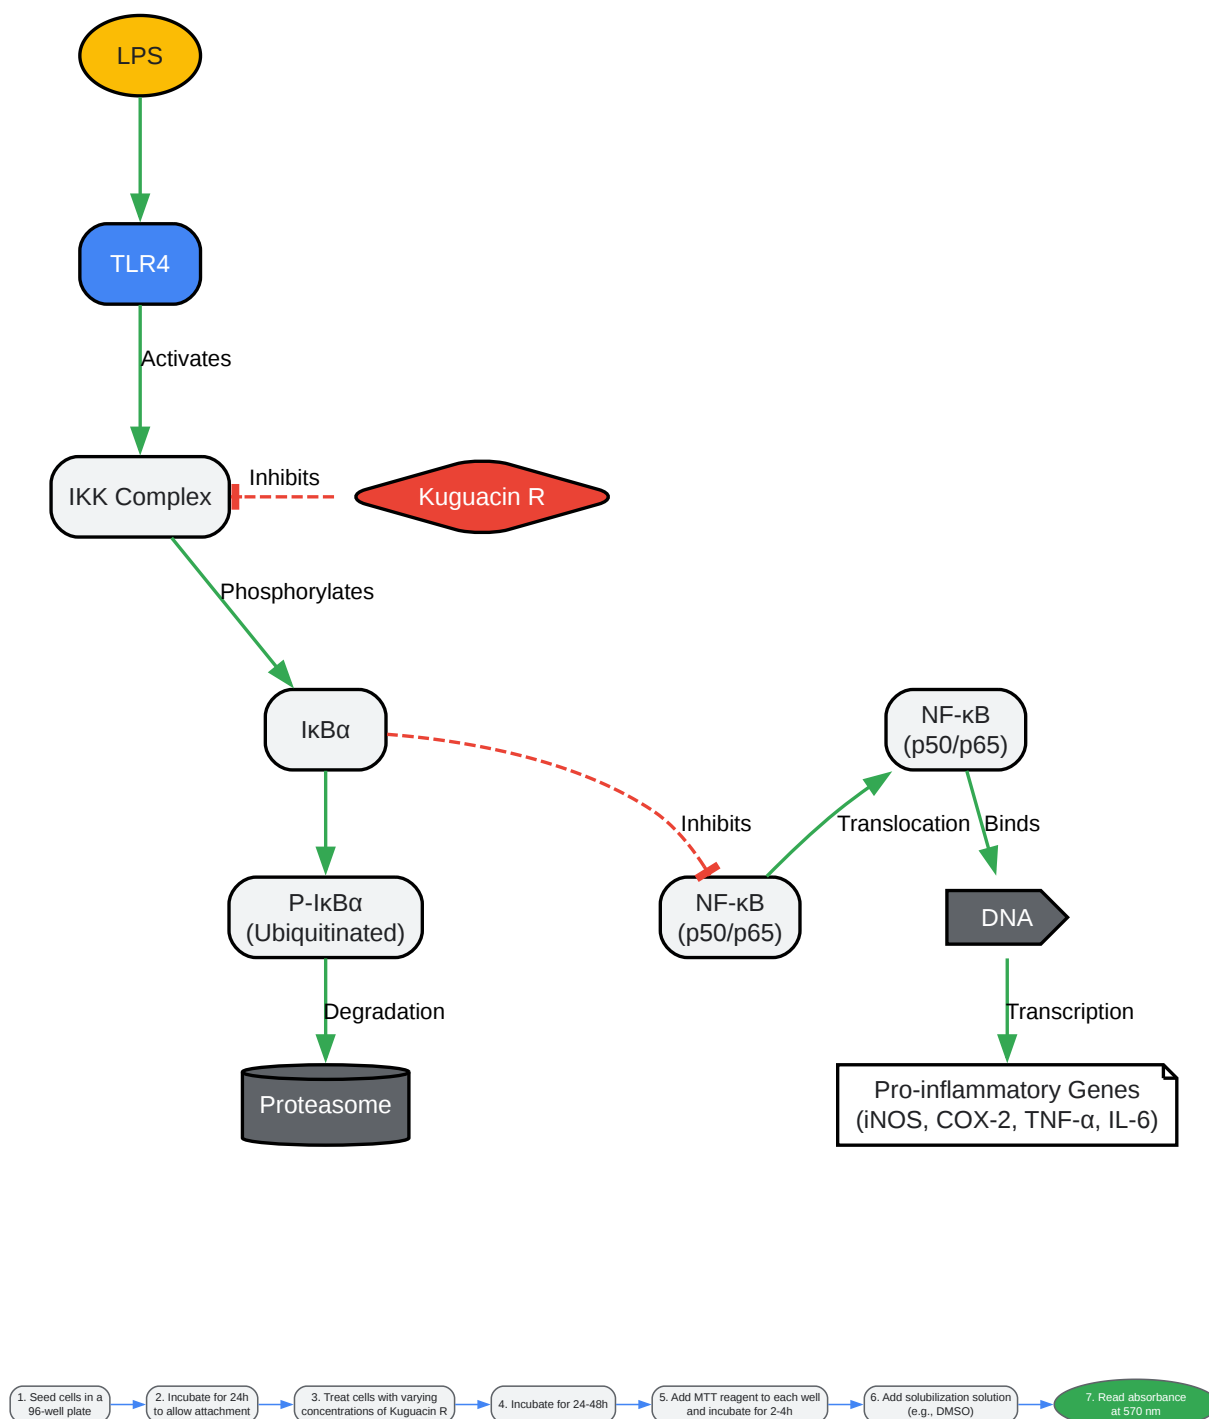 LPS
TLR4
Activates
IKK Complex
Inhibits
Kuguacin R
Phosphorylates
IκBα
NF-κB
(p50/p65)
Inhibits
Translocation
Binds
P-IκBα
(Ubiquitinated)
NF-κB
(p50/p65)
DNA
Degradation
Transcription
Proteasome
Pro-inflammatory Genes
(iNOS, COX-2, TNF-α, IL-6)
1. Seed cells in a
96-well plate
2. Incubate for 24h
to allow attachment
3. Treat cells with varying
concentrations of Kuguacin R
4. Incubate for 24-48h
5. Add MTT reagent to each well
and incubate for 2-4h
6. Add solubilization solution
(e.g., DMSO)
7. Read absorbance
at 570 nm